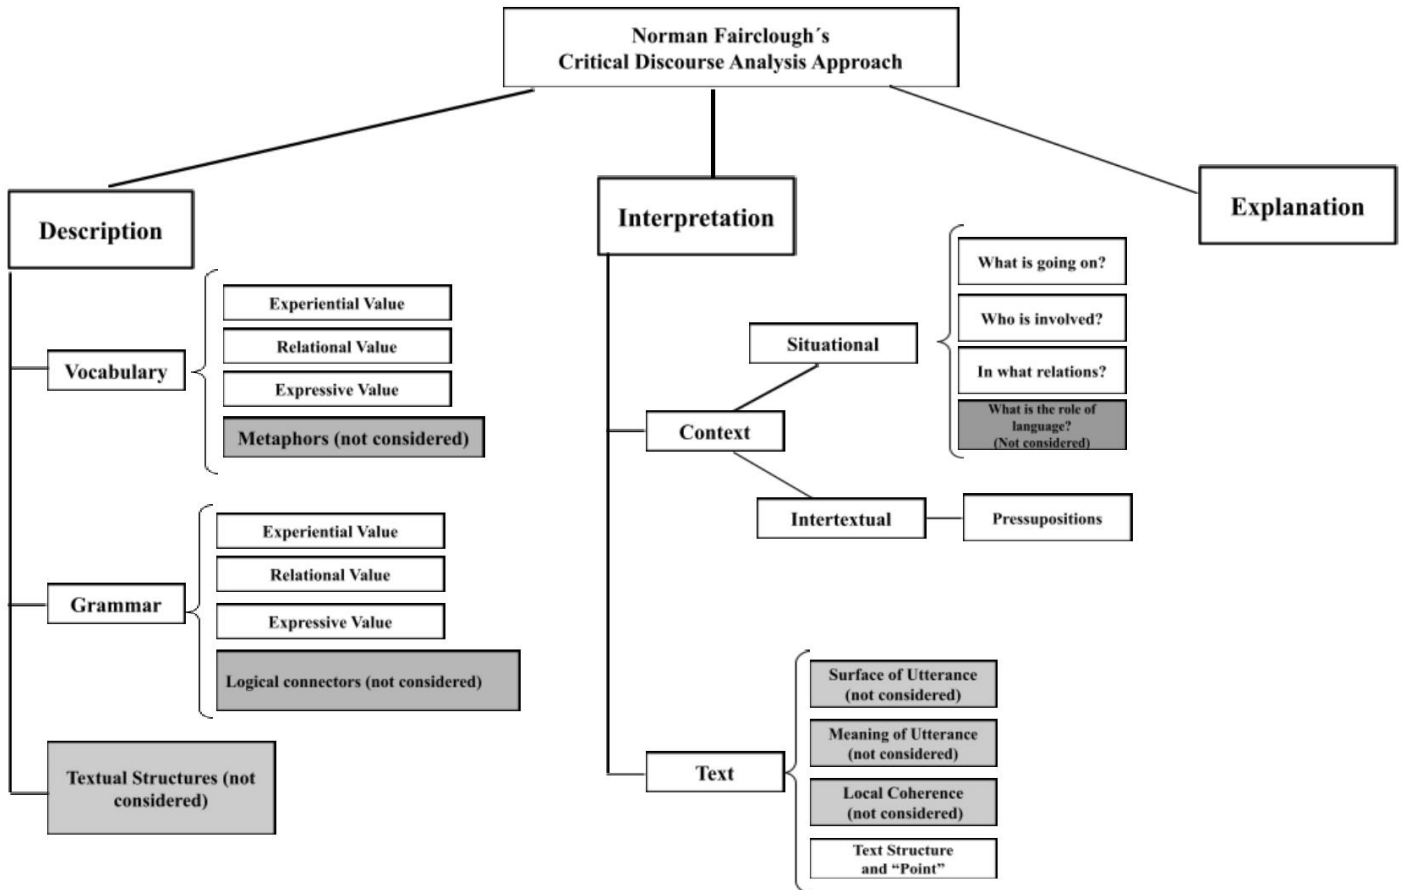 Norman Fairclough´s
Critical Discourse Analysis Approach
Description
Vocabulary
Experiential Value
Relational Value
Expressive Value
Metaphors (not considered)
Grammar
Experiential Value
Relational Value
Expressive Value
Logical connectors (not considered)
Textual Structures (not
considered)
Interpretation
Context
Situational
What is going on?
Who is involved?
In what relations?
What is the role of
language?
(Not considered)
Intertextual
Pressupositions
Text
Surface of Utterance
(not considered)
Meaning of Utterance
(not considered)
Local Coherence
(not considered)
Text Structure
and “Point”
Explanation